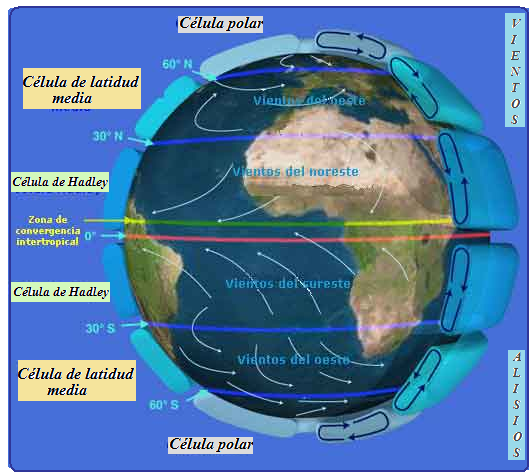 Célula polar
60° N
Célula de latidud
media
30° N
Célula de Hadley
Zona de
convergencia
intertropical
0°
Célula de Hadley
30° S
Célula de latidud
media
60° S
Célula polar
Vientos del oeste
Vientos del noreste
Vientos del sureste
Vientos del oeste
VIENTOS
ALISIOS